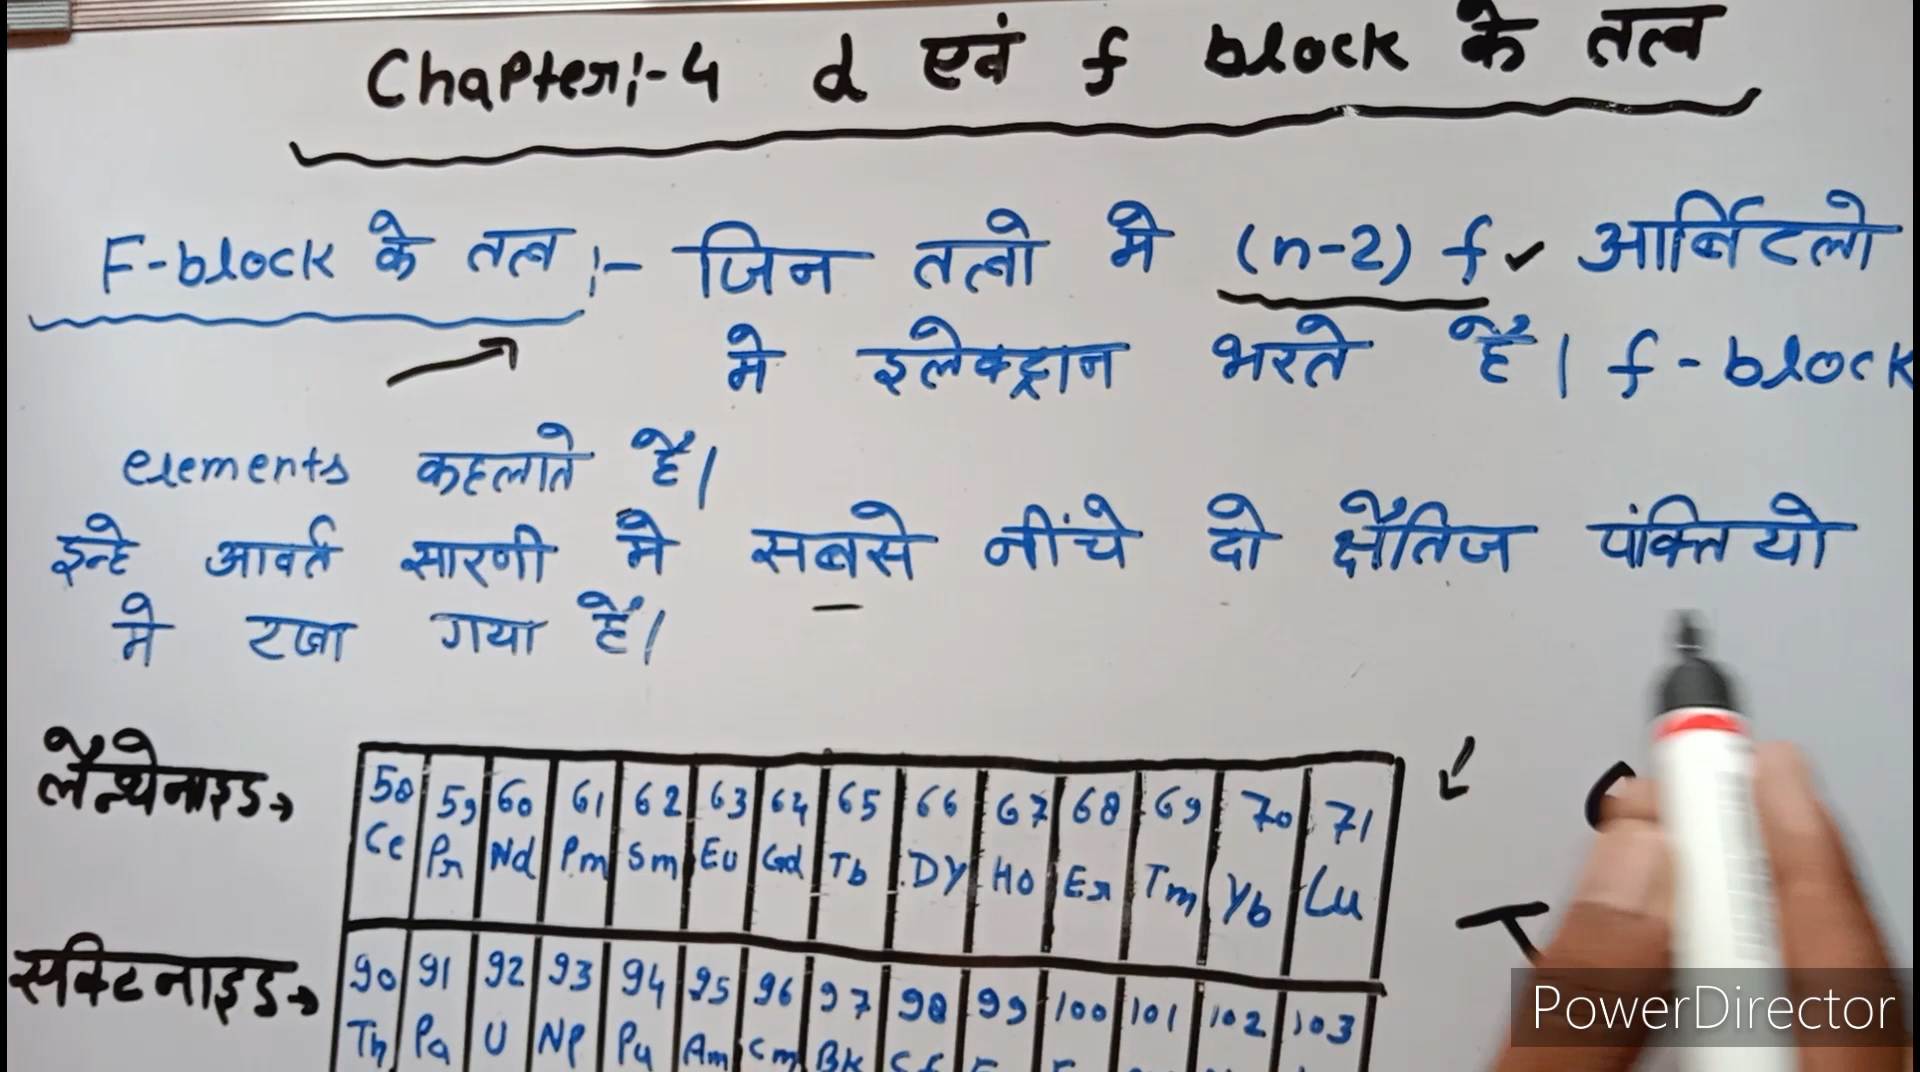 Chapter:-4 d एवं f block के तत्व
F-block के तत्व :- जिन तत्वो मे (n-2) f आर्बिटलो
मे इलेक्ट्रान भरते है। f-block
elements कहलाते है।
इन्हे आवर्त सारणी मे सबसे नींचे दो क्षैतिज पंक्तियो
मे रखा गया है।
लैन्थेनाइड→ 58 59 60 61 62 63 64 65 66 67 68 69 70 71
Ce Pr Nd Pm Sm Eu Gd Tb Dy Ho Er Tm Yb Lu
एक्टिनाइड→ 90 91 92 93 94 95 96 97 98 99 100 101 102 103
Th Pa U Np Pu Am Cm Bk Cf
PowerDirector